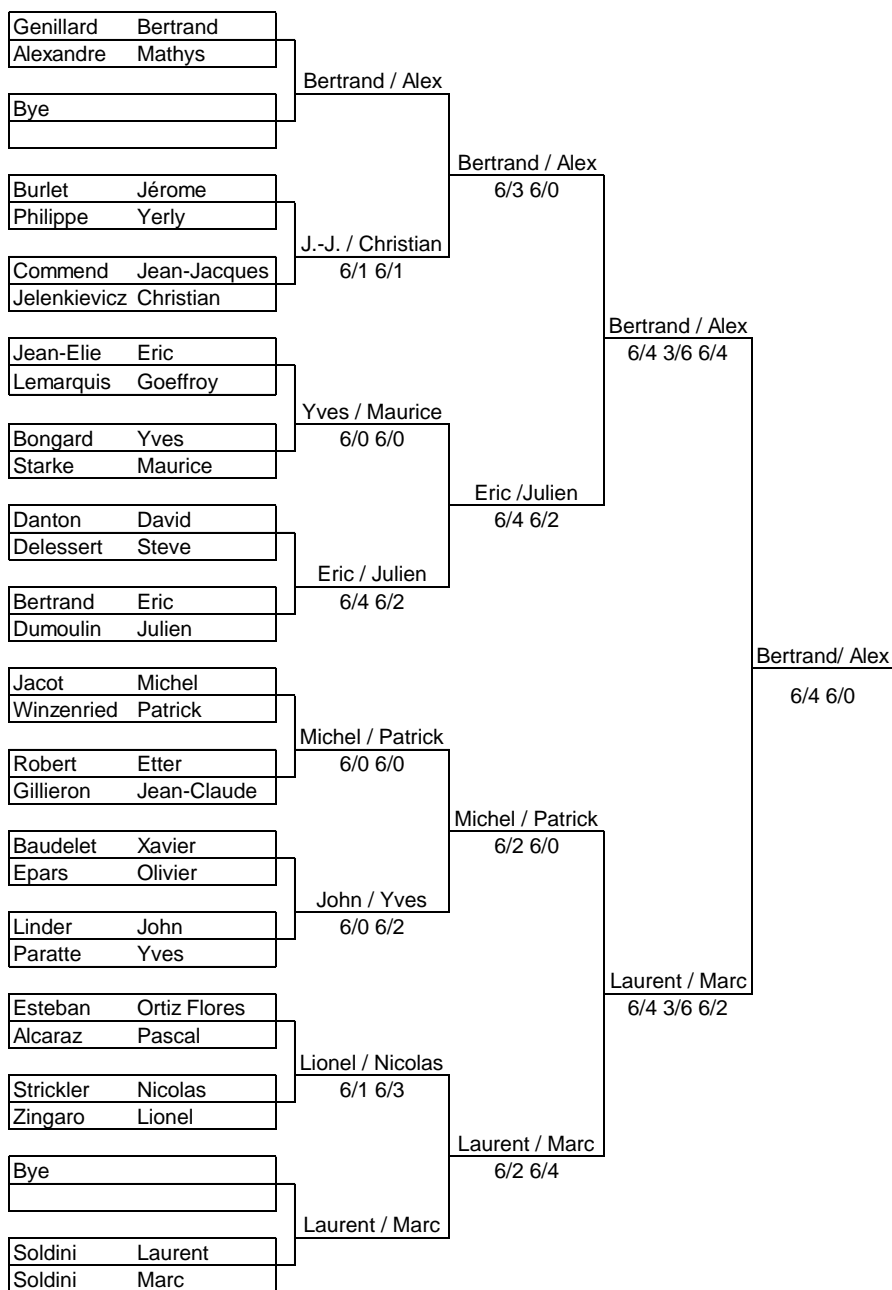 Genillard Bertrand
Alexandre Mathys
Bertrand / Alex
Bye
Bertrand / Alex
Burlet Jérome
6/3 6/0
Philippe Yerly
J.-J. / Christian
Commend Jean-Jacques
6/1 6/1
Jelenkievicz Christian
Bertrand / Alex
Jean-Elie Eric
6/4 3/6 6/4
Lemarquis Goeffroy
Yves / Maurice
Bongard Yves
6/0 6/0
Starke Maurice
Eric /Julien
Danton David
6/4 6/2
Delessert Steve
Eric / Julien
Bertrand Eric
6/4 6/2
Dumoulin Julien
Bertrand/ Alex
Jacot Michel
6/4 6/0
Winzenried Patrick
Michel / Patrick
Robert Etter
6/0 6/0
Gillieron Jean-Claude
Michel / Patrick
Baudelet Xavier
6/2 6/0
Epars Olivier
John / Yves
Linder John
6/0 6/2
Paratte Yves
Laurent / Marc
Esteban Ortiz Flores
6/4 3/6 6/2
Alcaraz Pascal
Lionel / Nicolas
Strickler Nicolas
6/1 6/3
Zingaro Lionel
Laurent / Marc
Bye
6/2 6/4
Laurent / Marc
Soldini Laurent
Soldini Marc